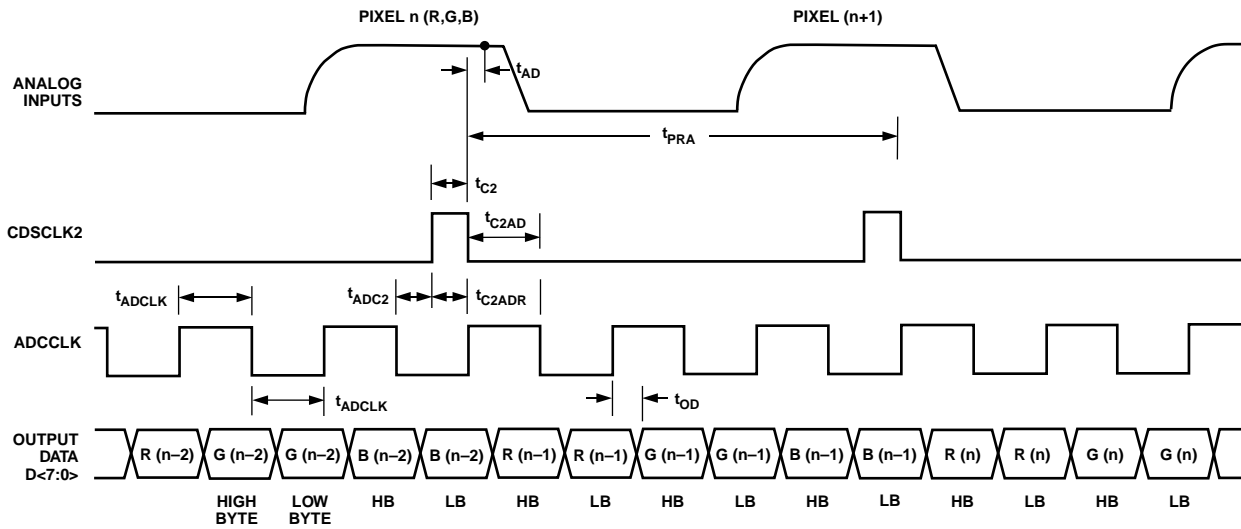 PIXEL n (R,G,B)
PIXEL (n+1)
ANALOG
INPUTS
tAD
tPRA
tC2
CDSCLK2
tC2AD
tADCLK
tADC2
tC2ADR
ADCCLK
tADCLK
tOD
OUTPUT
DATA
D<7:0>
R (n–2) G (n–2) G (n–2) B (n–2) B (n–2) R (n–1) R (n–1) G (n–1) G (n–1) B (n–1) B (n–1) R (n) R (n) G (n) G (n)
HIGH
BYTE
LOW
BYTE
HB LB HB LB HB LB HB LB HB LB HB LB